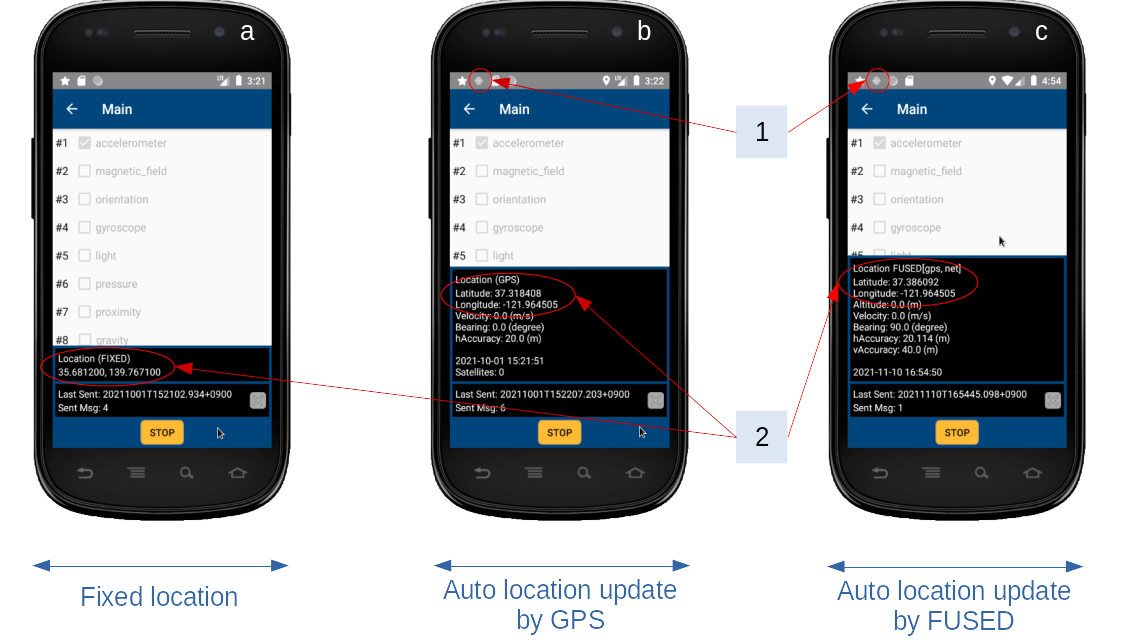 a
LTE 3:21
Main
#1 accelerometer
#2 magnetic_field
#3 orientation
#4 gyroscope
#5 light
#6 pressure
#7 proximity
#8 gravity
Location (FIXED)
35.681200, 139.767100
Last Sent: 20211001T152102.934+0900
Sent Msg: 4
STOP
Fixed location
b
LTE 3:22
Main
#1 accelerometer
#2 magnetic_field
#3 orientation
#4 gyroscope
#5 light
Location (GPS)
Latitude: 37.318408
Longitude: -121.964505
Velocity: 0.0 (m/s)
Bearing: 0.0 (degree)
hAccuracy: 20.0 (m)
2021-10-01 15:21:51
Satellites: 0
Last Sent: 20211001T152207.203+0900
Sent Msg: 6
STOP
Auto location update
by GPS
1
2
c
4:54
Main
#1 accelerometer
#2 magnetic_field
#3 orientation
#4 gyroscope
#5 light
Location FUSED[gps, net]
Latitude: 37.386092
Longitude: -121.964505
Altitude: 0.0 (m)
Velocity: 0.0 (m/s)
Bearing: 90.0 (degree)
hAccuracy: 20.114 (m)
vAccuracy: 40.0 (m)
2021-11-10 16:54:50
Last Sent: 20211110T165445.098+0900
Sent Msg: 1
STOP
Auto location update
by FUSED